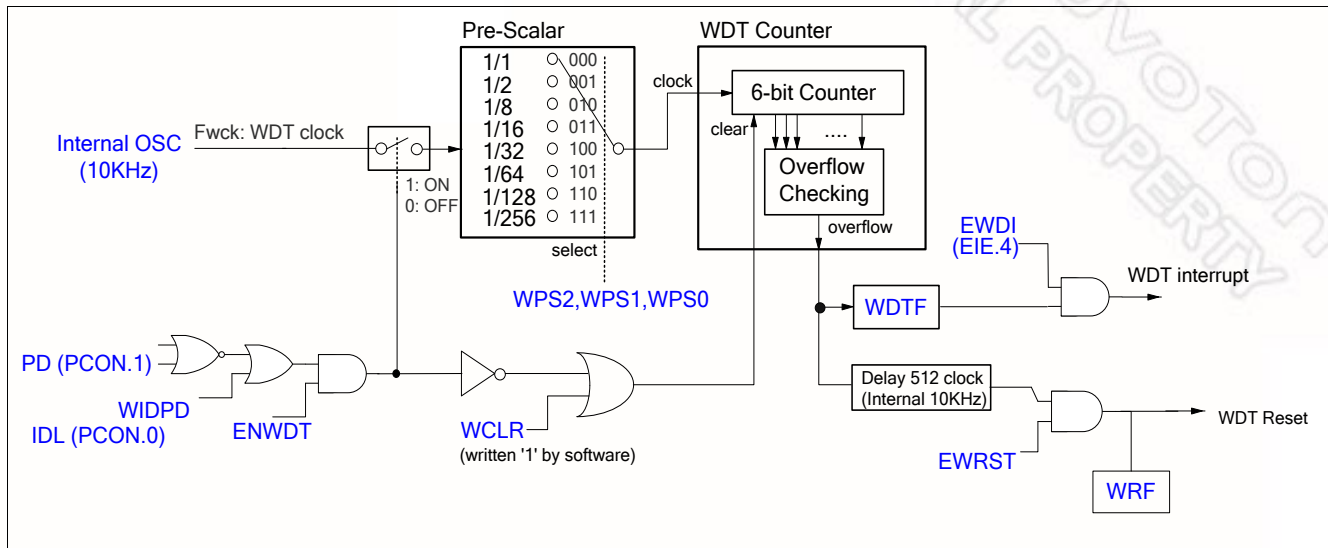 Pre-Scalar
1/1 000
1/2 001
1/8 010
1/16 011
1/32 100
1/64 101
1/128 110
1/256 111
select
WPS2,WPS1,WPS0
WDT Counter
clock
6-bit Counter
clear
....
Overflow
Checking
overflow
Internal OSC
(10KHz)
Fwck: WDT clock
1: ON
0: OFF
EWDI
(EIE.4)
WDT interrupt
WDTF
PD (PCON.1)
WIDPD
IDL (PCON.0)
ENWDT
WCLR
(written '1' by software)
Delay 512 clock
(Internal 10KHz)
EWRST
WDT Reset
WRF
PROPERTY